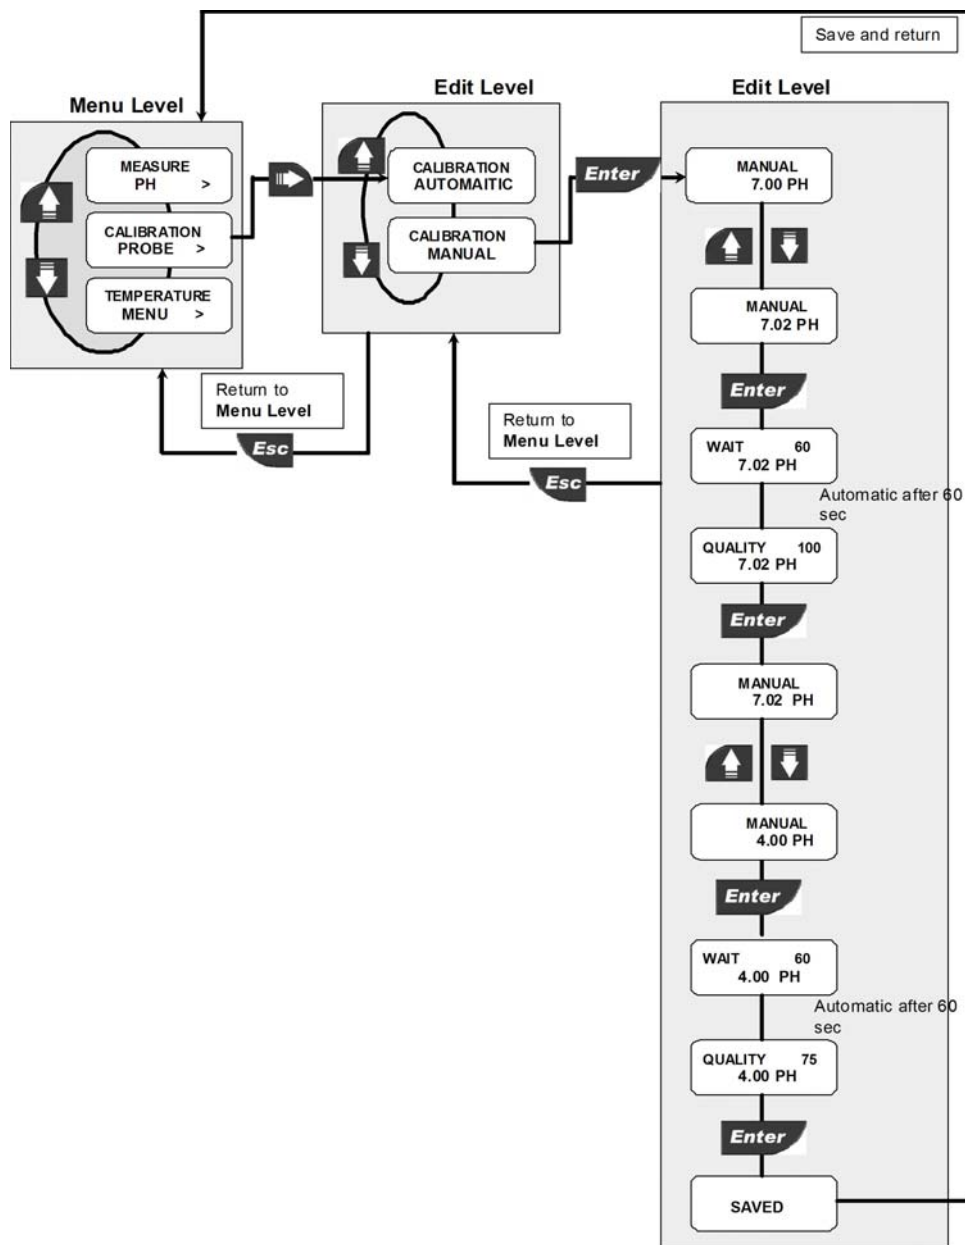 Save and return
Menu Level
MEASURE
PH >
CALIBRATION
PROBE >
TEMPERATURE
MENU >
Return to
Menu Level
Esc
Edit Level
CALIBRATION
AUTOMAITIC
CALIBRATION
MANUAL
Enter
Return to
Menu Level
Esc
Edit Level
MANUAL
7.00 PH
MANUAL
7.02 PH
Enter
WAIT 60
7.02 PH
Automatic after 60
sec
QUALITY 100
7.02 PH
Enter
MANUAL
7.02 PH
MANUAL
4.00 PH
Enter
WAIT 60
4.00 PH
Automatic after 60
sec
QUALITY 75
4.00 PH
Enter
SAVED